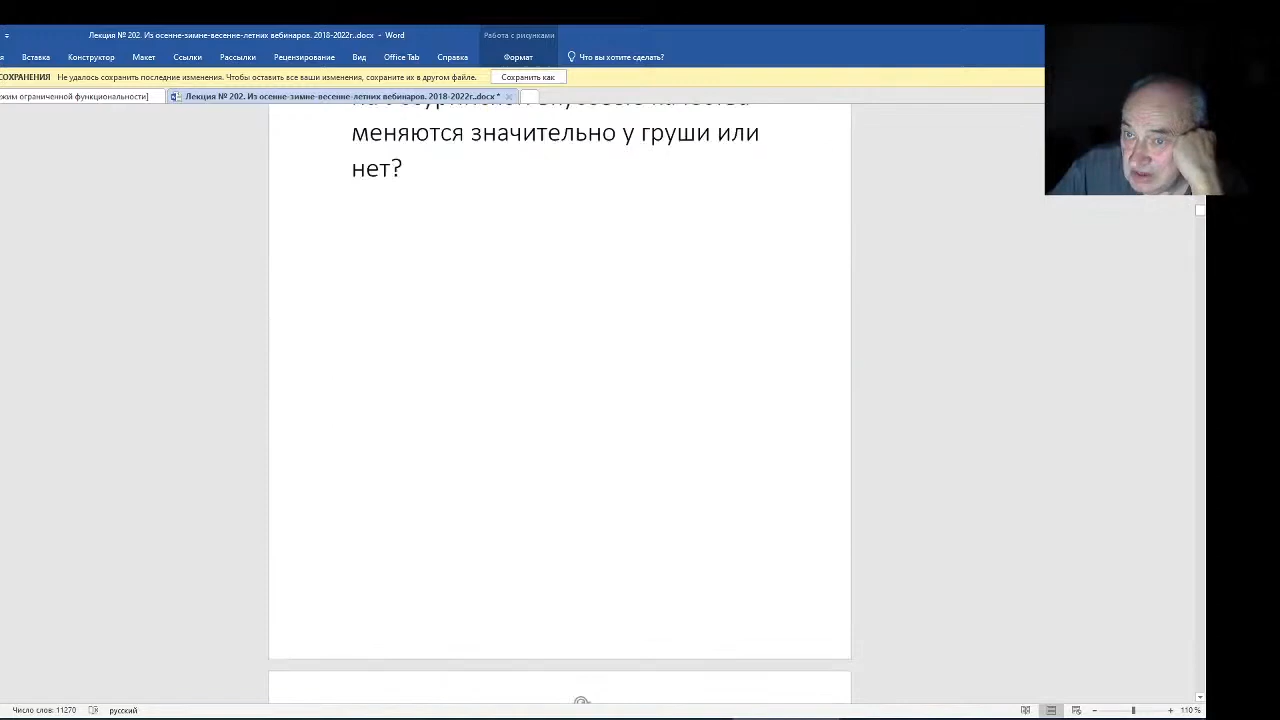 Лекция № 202. Из осенне-зимне-весенне-летних вебинаров. 2018-2022г..docx - Word
Работа с рисунками
Вставка Конструктор Макет Ссылки Рассылки Рецензирование Вид Office Tab Справка Формат Что вы хотите сделать?
СОХРАНЕНИЯ Не удалось сохранить последние изменения. Чтобы оставить все ваши изменения, сохраните их в другом файле. Сохранить как
ограниченной функциональности] Лекция № 202. Из осенне-зимне-весенне-летних вебинаров. 2018-2022г..docx *
меняются значительно у груши или
нет?
Число слов: 11270 русский 110 %